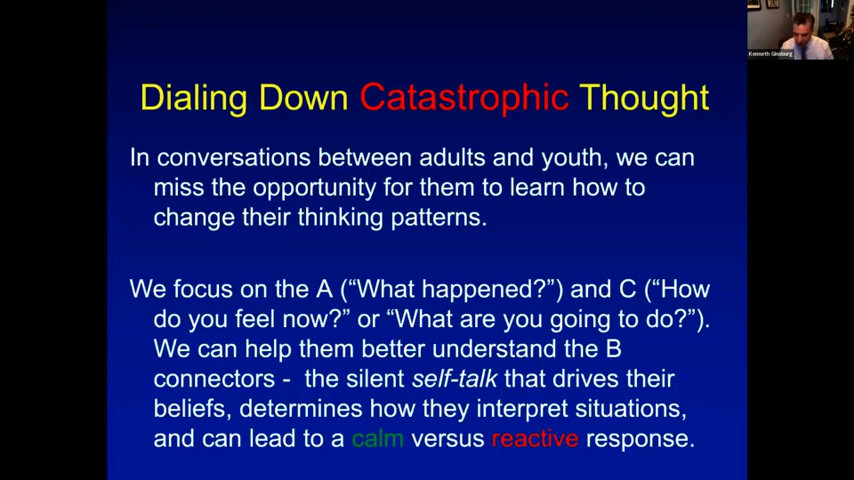 Dialing Down Catastrophic Thought
In conversations between adults and youth, we can
miss the opportunity for them to learn how to
change their thinking patterns.
We focus on the A (“What happened?”) and C (“How
do you feel now?” or “What are you going to do?”).
We can help them better understand the B
connectors - the silent self-talk that drives their
beliefs, determines how they interpret situations,
and can lead to a calm versus reactive response.
Kenneth Ginsburg